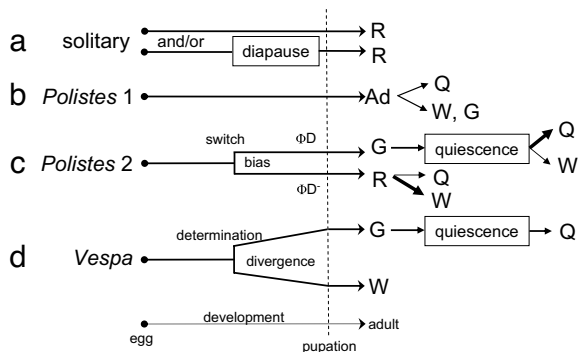 a solitary and/or diapause R
R
b Polistes 1 Ad Q
W, G
c Polistes 2 switch bias ΦD G quiescence Q
W
ΦD- R Q
W
d Vespa determination divergence G quiescence Q
W
development
egg adult
pupation